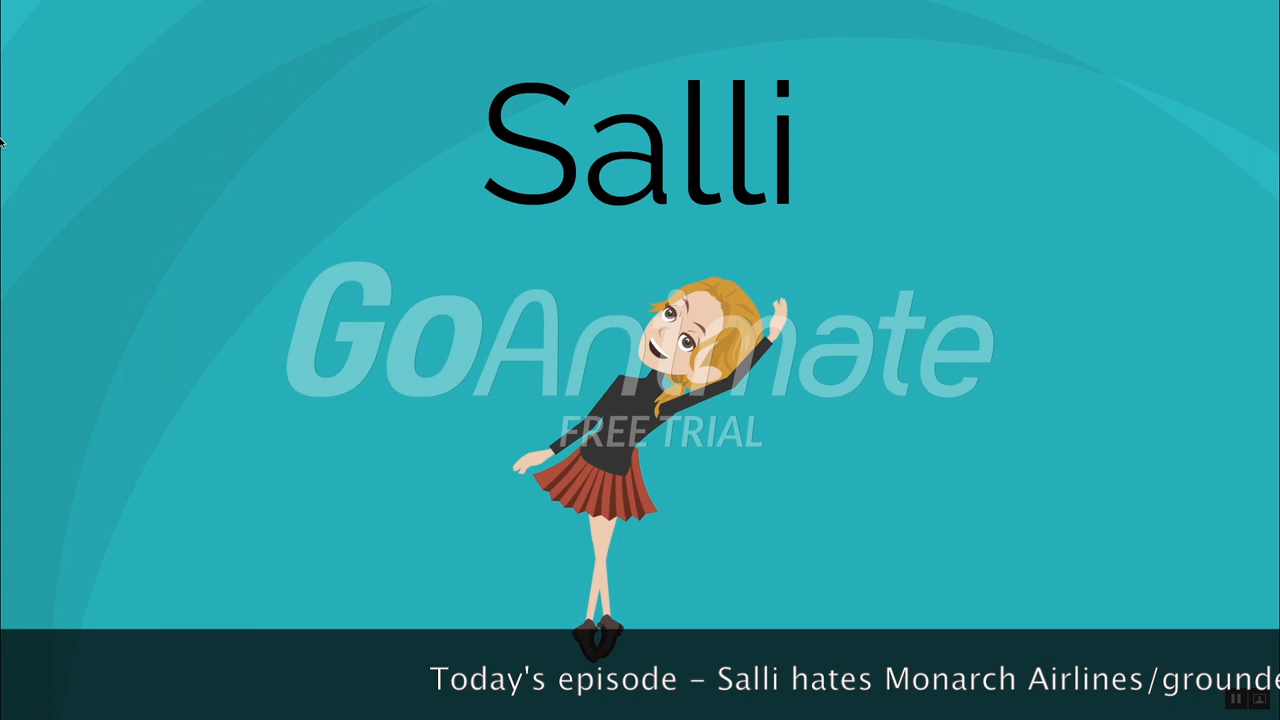 Salli
GoAnimate
FREE TRIAL
Today's episode – Salli hates Monarch Airlines/grounde